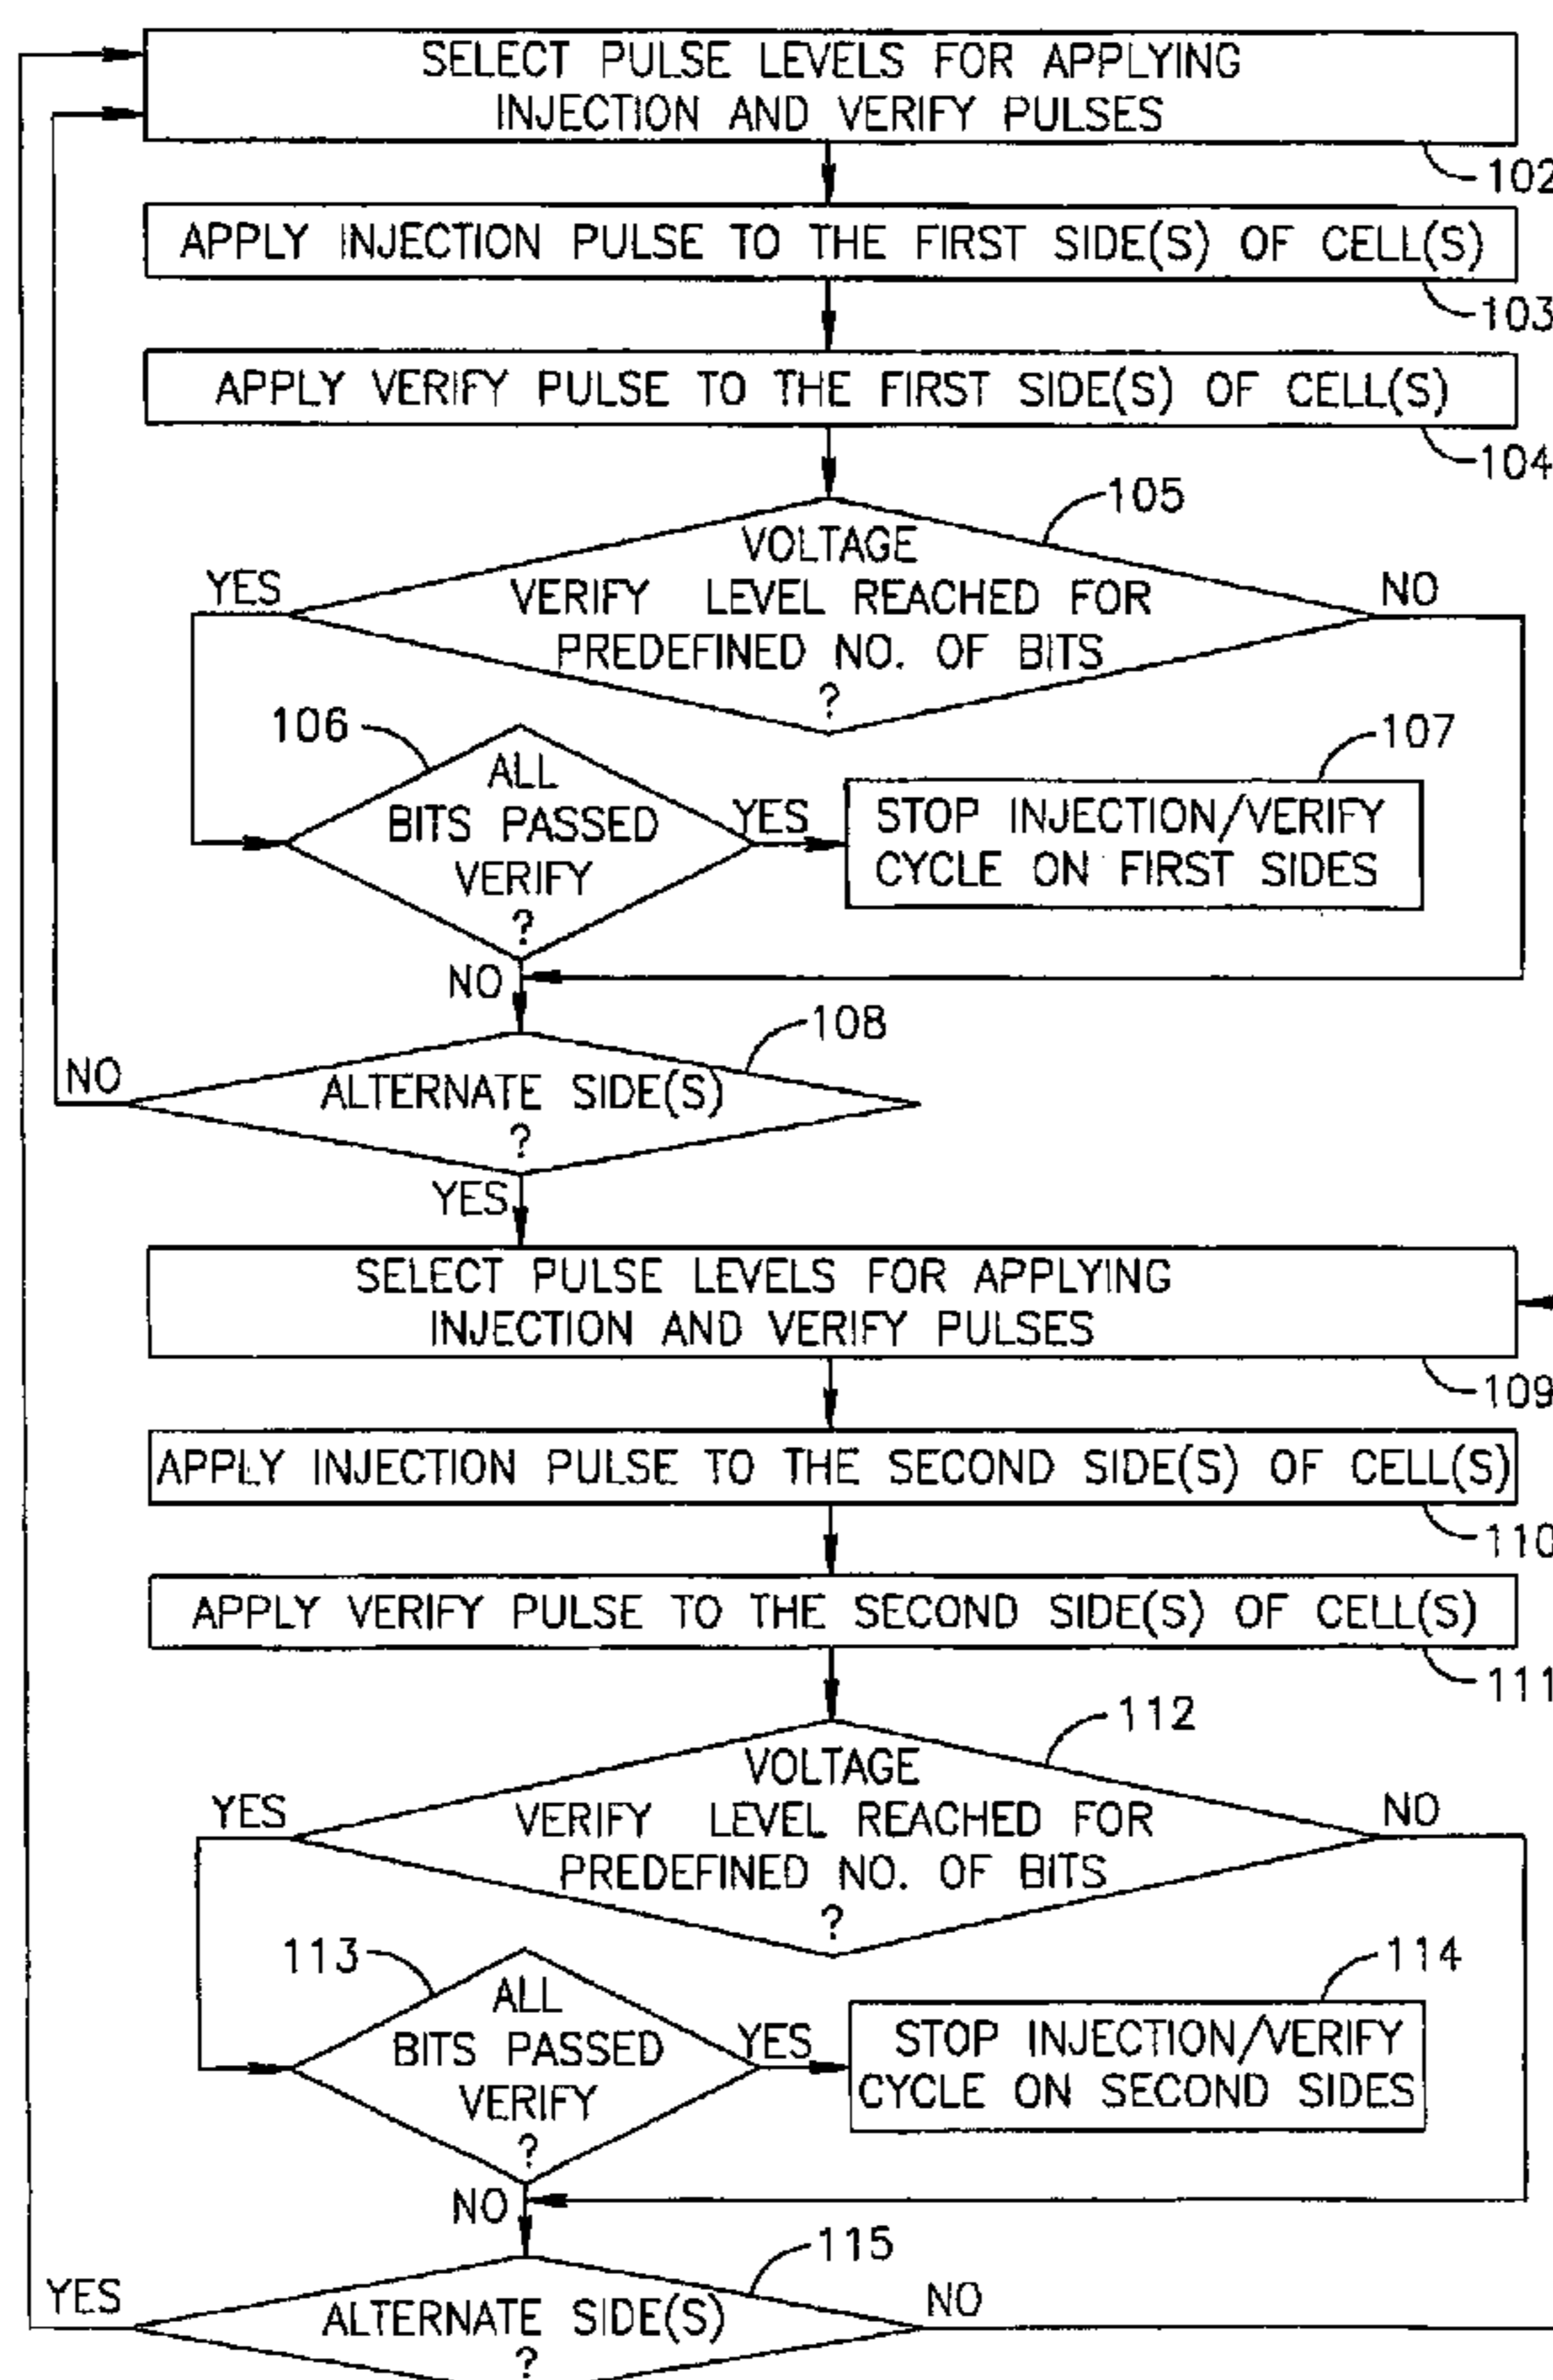 SELECT PULSE LEVELS FOR APPLYING
INJECTION AND VERIFY PULSES
102
APPLY INJECTION PULSE TO THE FIRST SIDE(S) OF CELL(S)
103
APPLY VERIFY PULSE TO THE FIRST SIDE(S) OF CELL(S)
104
105
VOLTAGE
YES
VERIFY LEVEL REACHED FOR
NO
PREDEFINED NO. OF BITS
?
106
107
ALL
BITS PASSED
YES
VERIFY
?
STOP INJECTION/VERIFY
CYCLE ON FIRST SIDES
NO
108
NO
ALTERNATE SIDE(S)
?
YES
SELECT PULSE LEVELS FOR APPLYING
INJECTION AND VERIFY PULSES
109
APPLY INJECTION PULSE TO THE SECOND SIDE(S) OF CELL(S)
110
APPLY VERIFY PULSE TO THE SECOND SIDE(S) OF CELL(S)
111
112
VOLTAGE
YES
VERIFY LEVEL REACHED FOR
NO
PREDEFINED NO. OF BITS
?
113
114
ALL
BITS PASSED
YES
VERIFY
?
STOP INJECTION/VERIFY
CYCLE ON SECOND SIDES
NO
115
YES
ALTERNATE SIDE(S)
NO
?